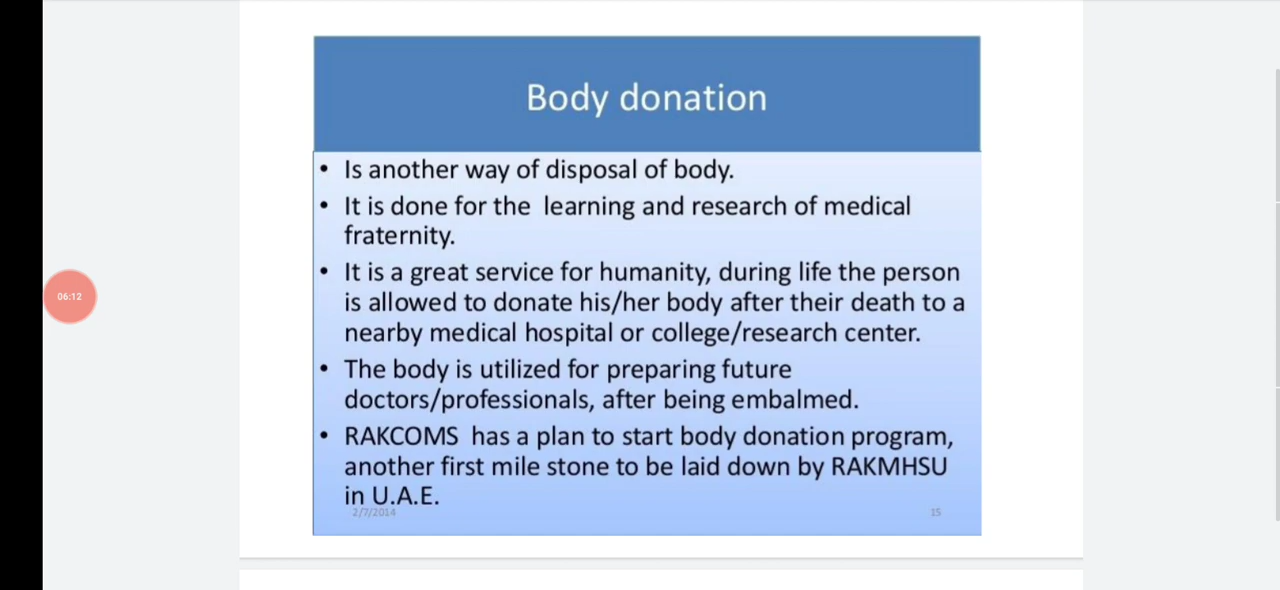 Body donation
• Is another way of disposal of body.
• It is done for the learning and research of medical
fraternity.
• It is a great service for humanity, during life the person
is allowed to donate his/her body after their death to a
nearby medical hospital or college/research center.
• The body is utilized for preparing future
doctors/professionals, after being embalmed.
• RAKCOMS has a plan to start body donation program,
another first mile stone to be laid down by RAKMHSU
in U.A.E.
2/7/2014
15
06:12